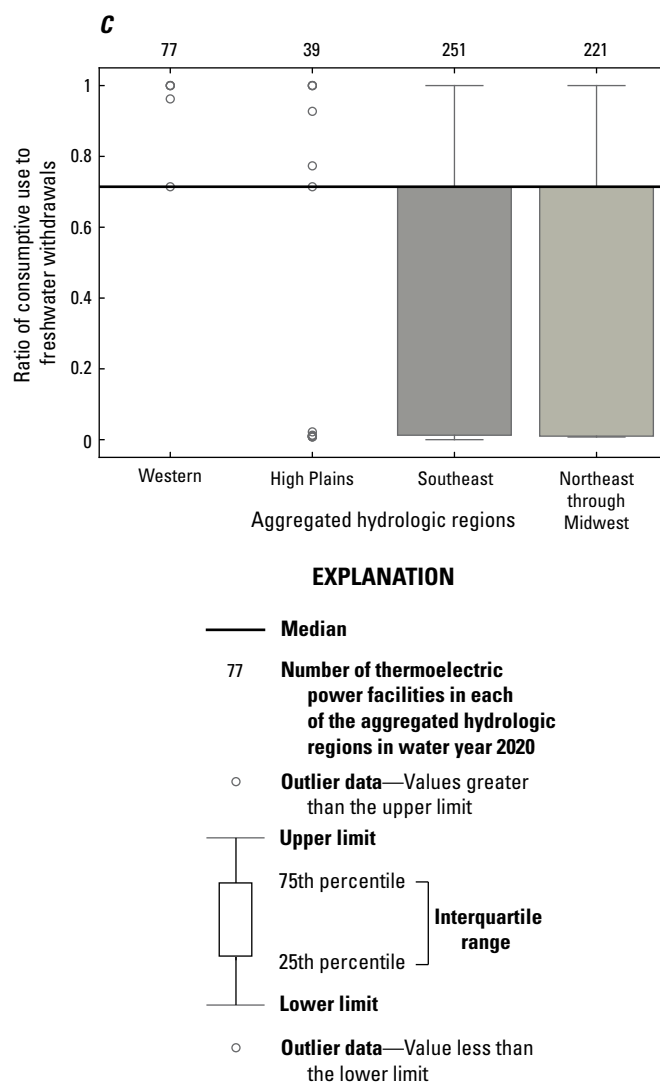 C
77 39 251 221
1
0.8
0.6
0.4
0.2
0
Ratio of consumptive use to
freshwater withdrawals
Western High Plains Southeast Northeast
through
Midwest
Aggregated hydrologic regions
EXPLANATION
Median
77 Number of thermoelectric
power facilities in each
of the aggregated hydrologic
regions in water year 2020
Outlier data—Values greater
than the upper limit
Upper limit
75th percentile
Interquartile
range
25th percentile
Lower limit
Outlier data—Value less than
the lower limit